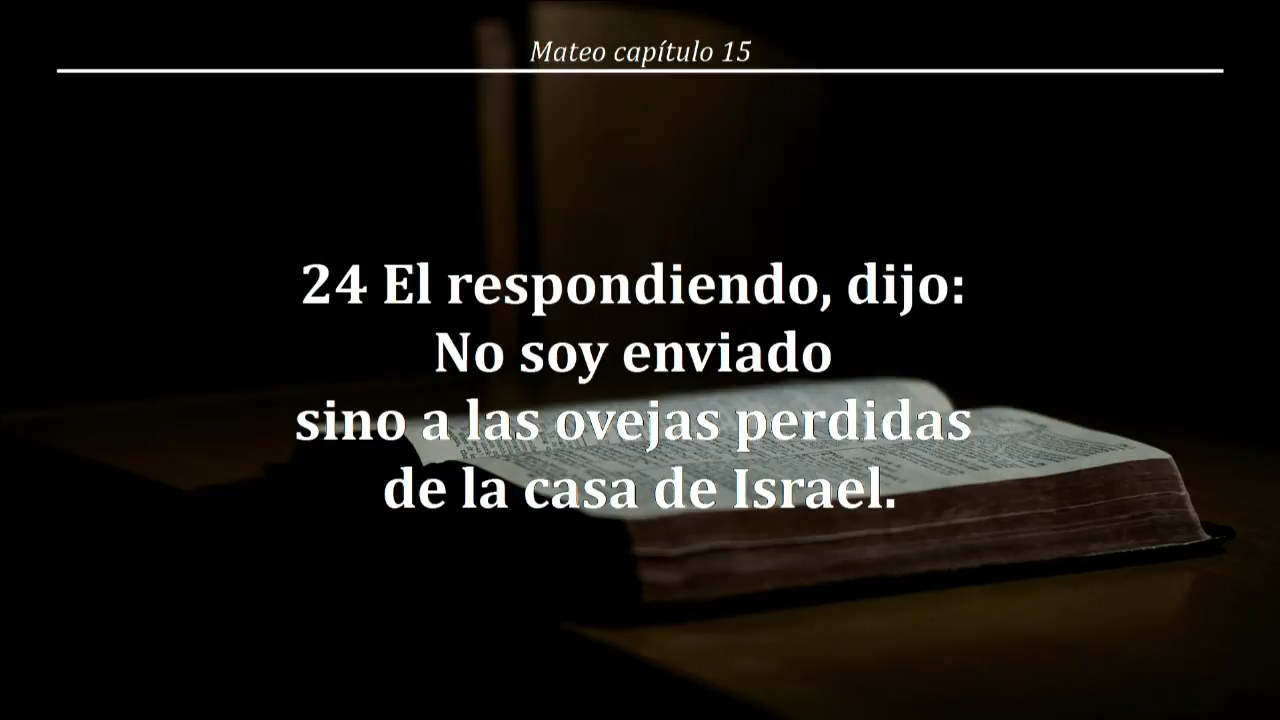 Mateo capítulo 15
24 El respondiendo, dijo:
No soy enviado
sino a las ovejas perdidas
de la casa de Israel.